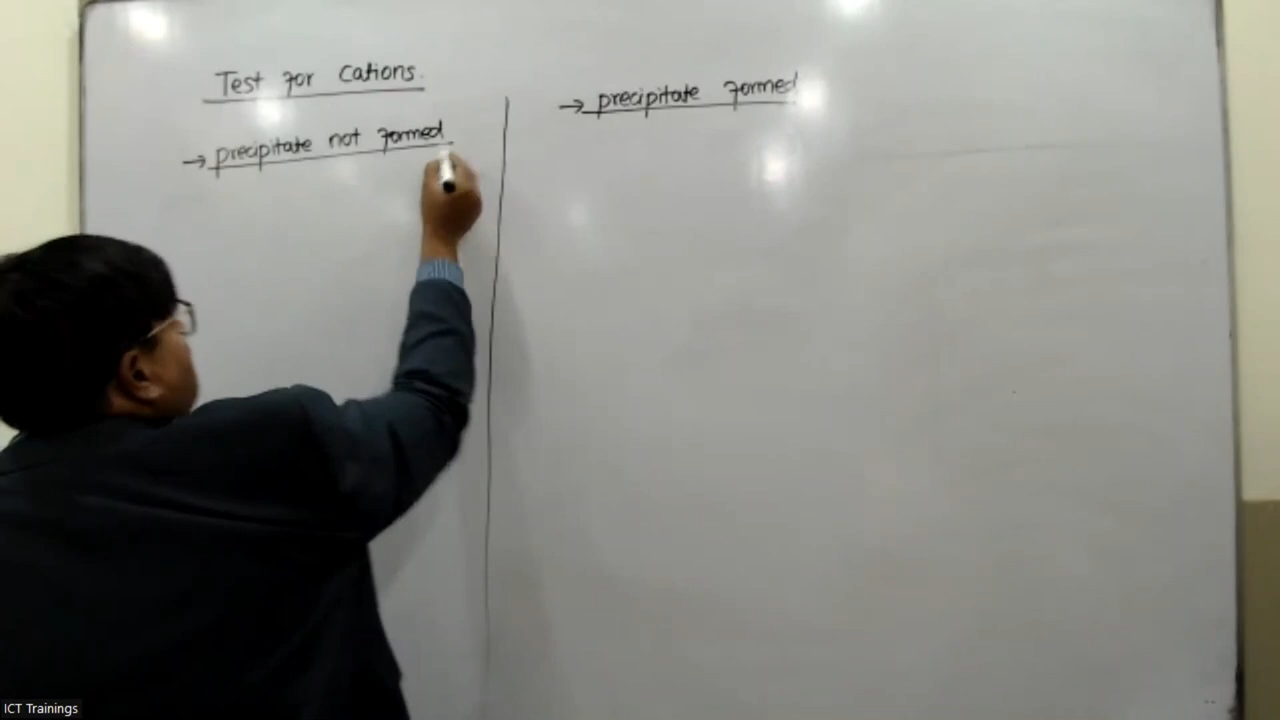 Test for cations.
→ precipitate not formed
→ precipitate formed
ICT Trainings